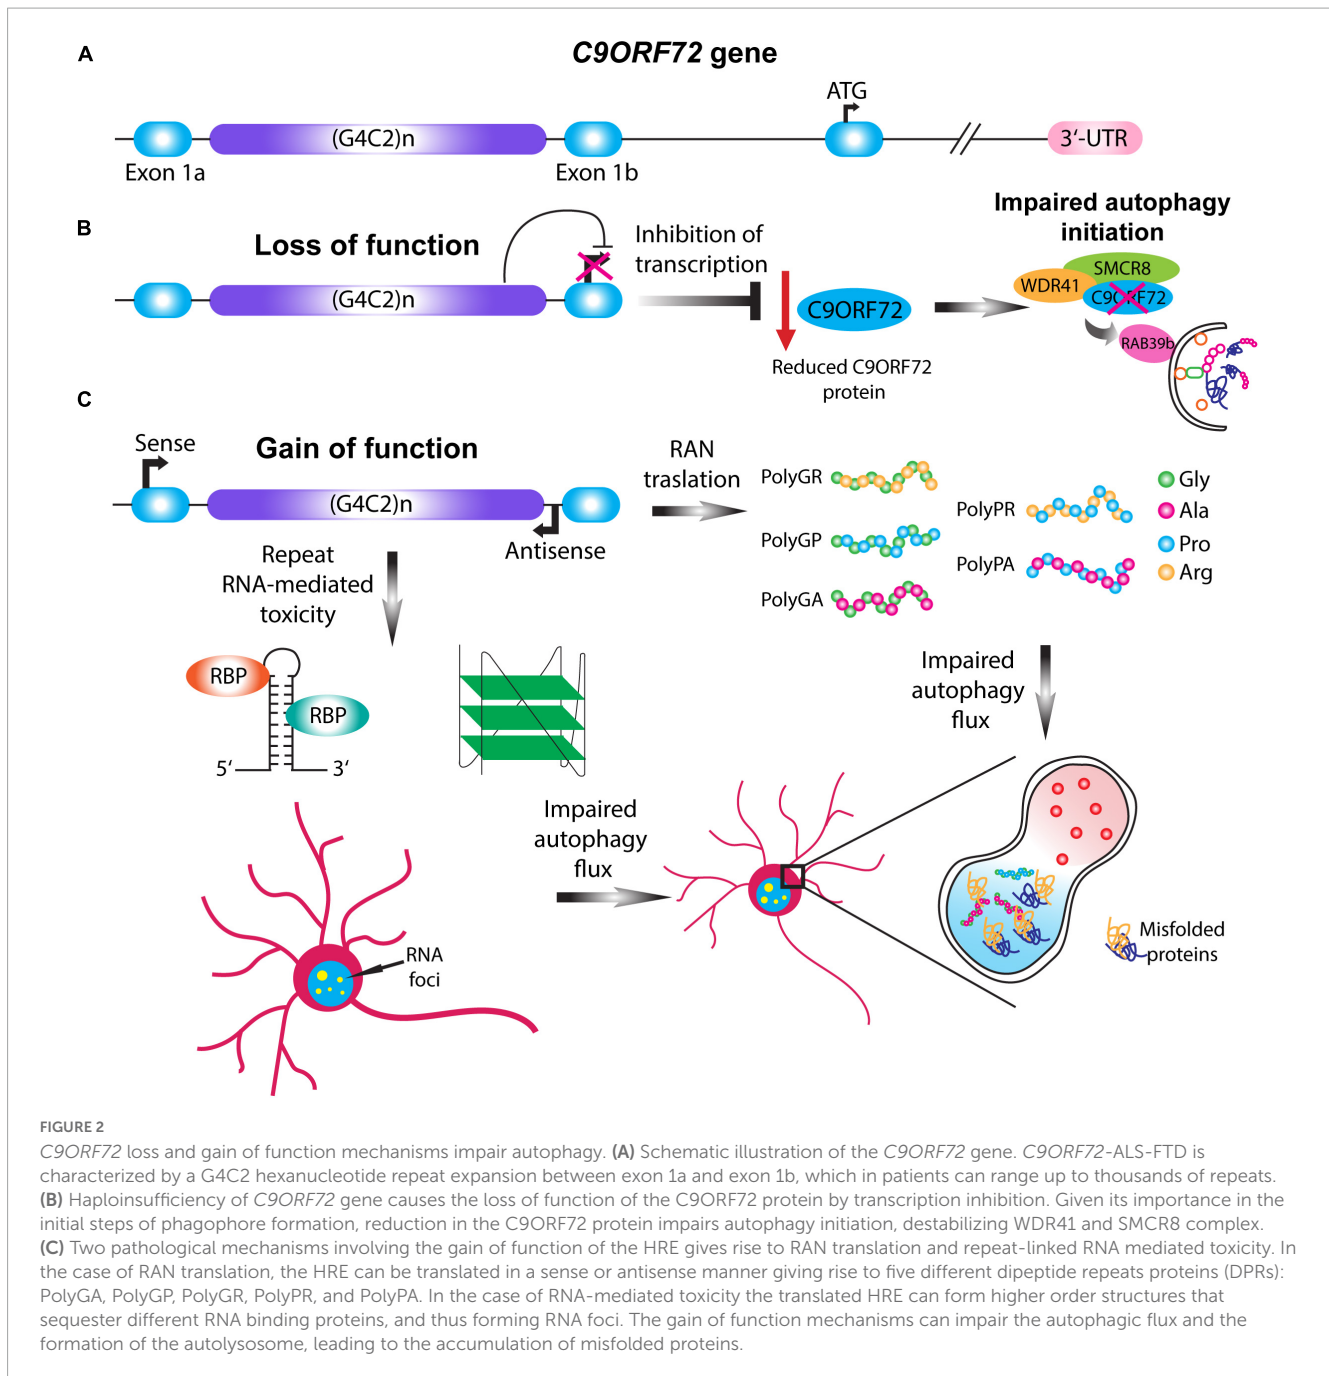 A
C9ORF72 gene
ATG
(G4C2)n
3‘-UTR
Exon 1a
Exon 1b
B
Loss of function
Inhibition of
transcription
Impaired autophagy
initiation
(G4C2)n
C9ORF72
Reduced C9ORF72
protein
SMCR8
WDR41
C9ORF72
RAB39b
C
Sense
Gain of function
(G4C2)n
Antisense
RAN
traslation
PolyGR
PolyGP
PolyGA
PolyPR
PolyPA
Gly
Ala
Pro
Arg
Repeat
RNA-mediated
toxicity
RBP
RBP
5‘
3‘
Impaired
autophagy
flux
Impaired
autophagy
flux
RNA
foci
Misfolded
proteins
FIGURE 2
C9ORF72 loss and gain of function mechanisms impair autophagy. (A) Schematic illustration of the C9ORF72 gene. C9ORF72-ALS-FTD is
characterized by a G4C2 hexanucleotide repeat expansion between exon 1a and exon 1b, which in patients can range up to thousands of repeats.
(B) Haploinsufficiency of C9ORF72 gene causes the loss of function of the C9ORF72 protein by transcription inhibition. Given its importance in the
initial steps of phagophore formation, reduction in the C9ORF72 protein impairs autophagy initiation, destabilizing WDR41 and SMCR8 complex.
(C) Two pathological mechanisms involving the gain of function of the HRE gives rise to RAN translation and repeat-linked RNA mediated toxicity. In
the case of RAN translation, the HRE can be translated in a sense or antisense manner giving rise to five different dipeptide repeats proteins (DPRs):
PolyGA, PolyGP, PolyGR, PolyPR, and PolyPA. In the case of RNA-mediated toxicity the translated HRE can form higher order structures that
sequester different RNA binding proteins, and thus forming RNA foci. The gain of function mechanisms can impair the autophagic flux and the
formation of the autolysosome, leading to the accumulation of misfolded proteins.